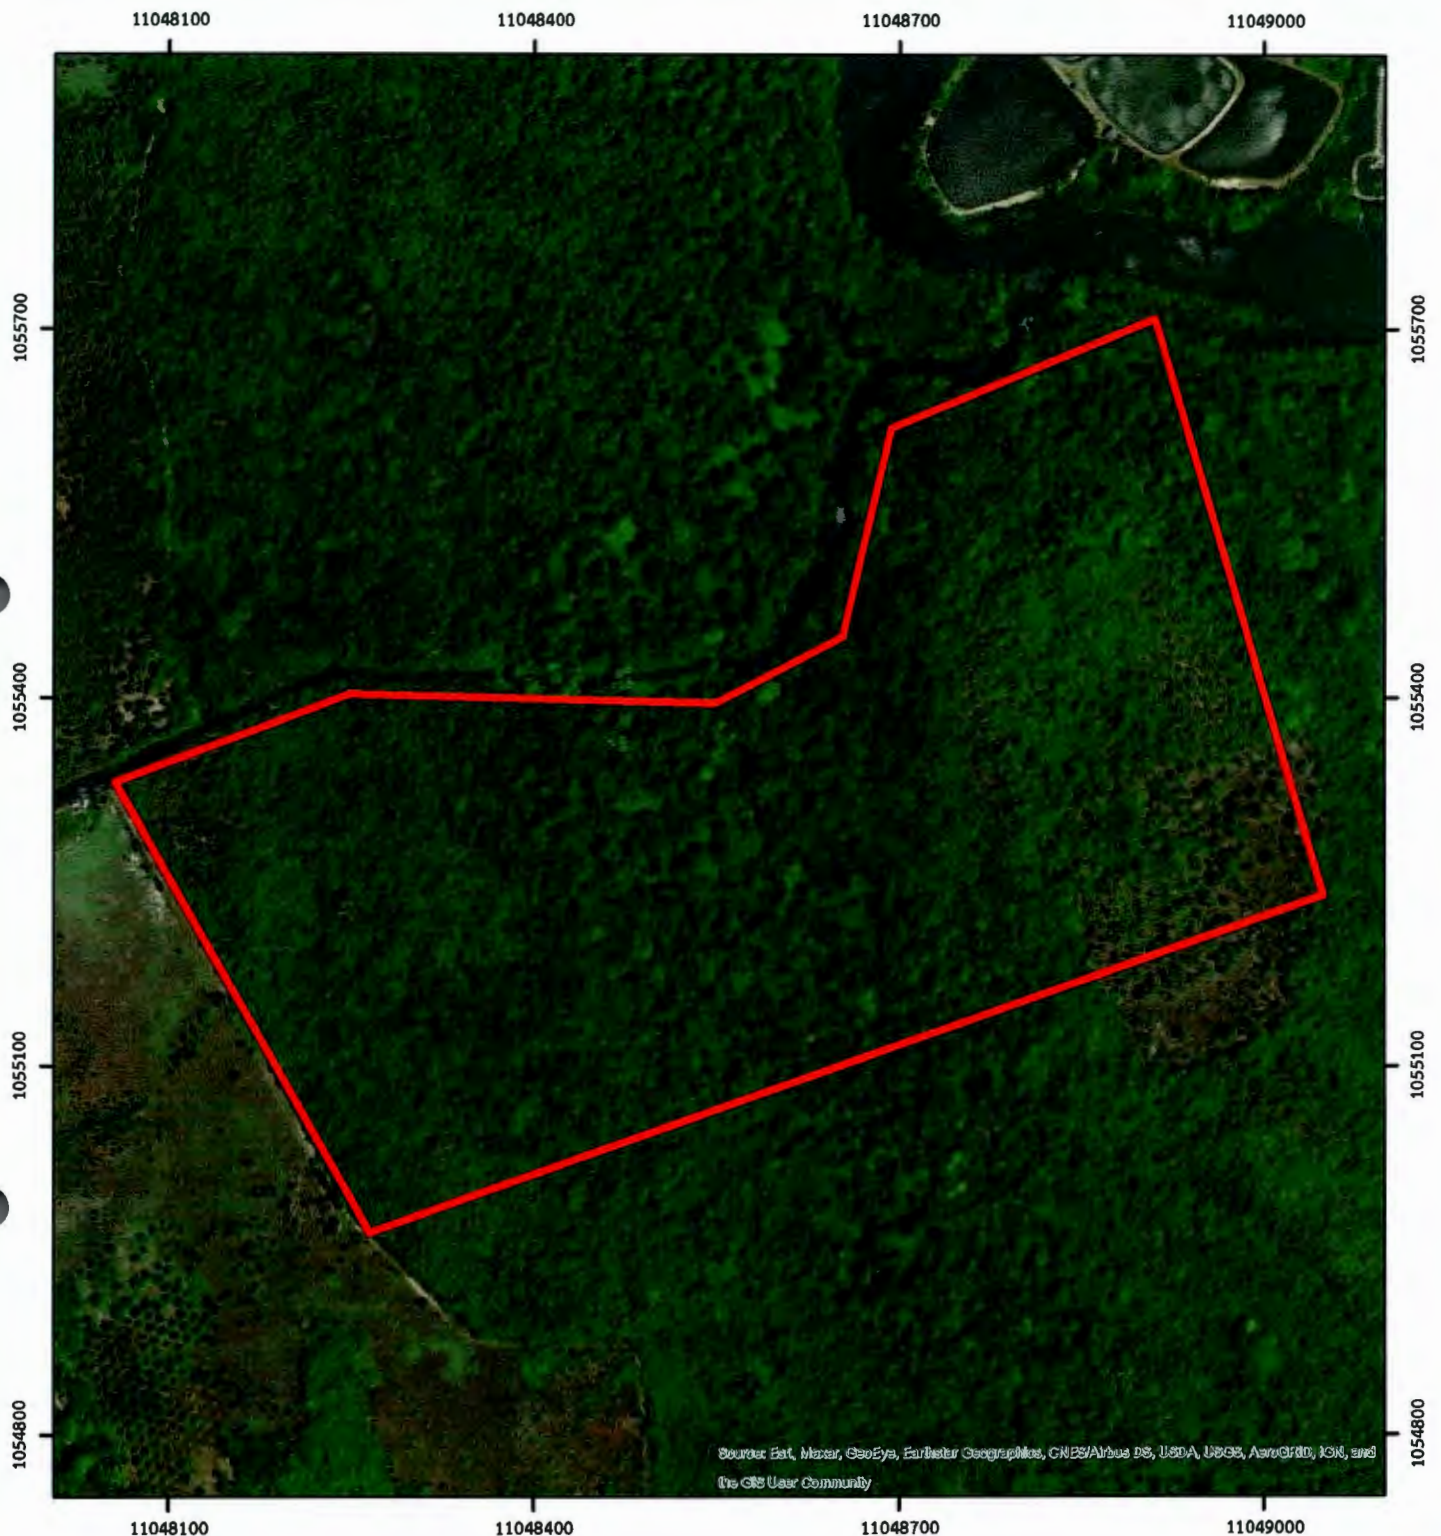 11048100 11048400 11048700 11049000
1055700 1055700
1055400 1055400
1055100 1055100
1054800 1054800
Source: Esri, Maxar, GeoEye, Earthstar Geographics, CNES/Airbus DS, USDA, USGS, AeroGRID, IGN, and
the GIS User Community
11048100 11048400 11048700 11049000